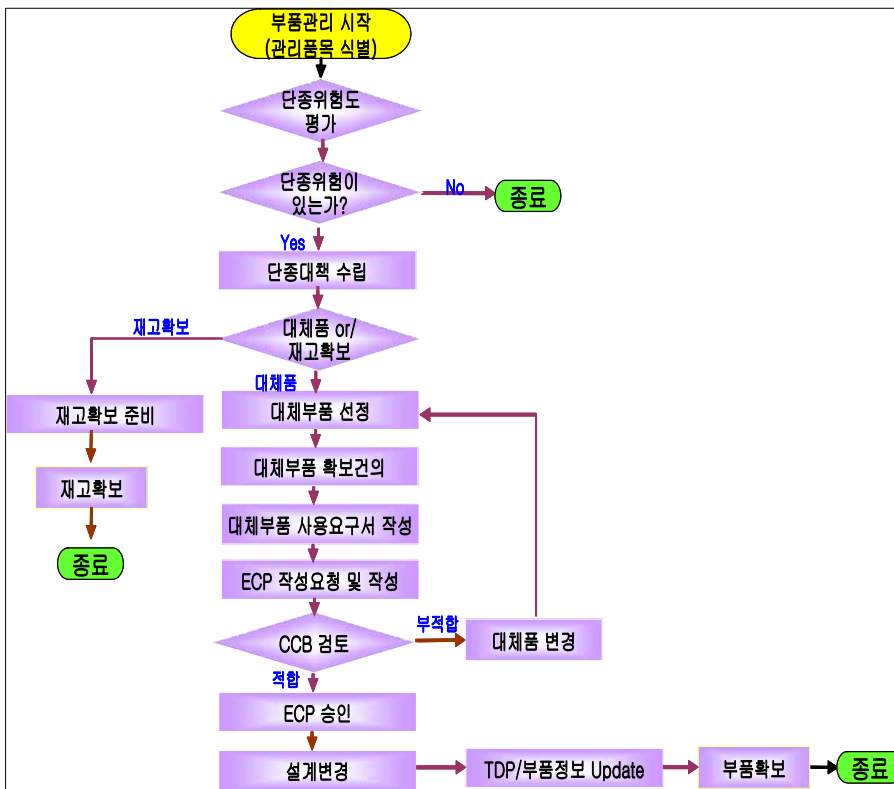 부품관리 시작
(관리품목 식별)
단종위험도
평가
단종위험이
있는가?
No
종료
Yes
단종대책 수립
재고확보
대체품 or/
재고확보
대체품
재고확보 준비
대체부품 선정
재고확보
대체부품 확보건의
대체부품 사용요구서 작성
종료
ECP 작성요청 및 작성
부적합
CCB 검토
대체품 변경
적합
ECP 승인
설계변경
TDP/부품정보 Update
부품확보
종료